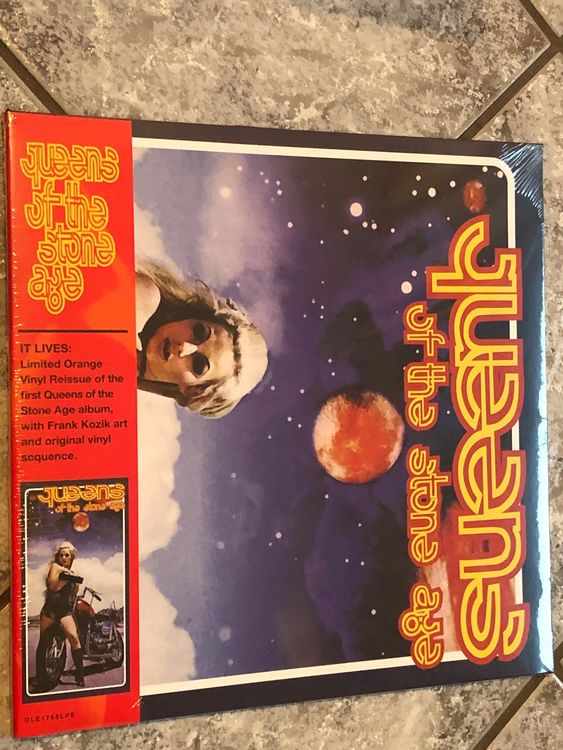 queens
of the
stone
age
IT LIVES:
Limited Orange
Vinyl Reissue of the
first Queens of the
Stone Age album,
with Frank Kozik art
and original vinyl
sequence.
queens
of the stone age
OLE1768LPE
queens
of the stone age